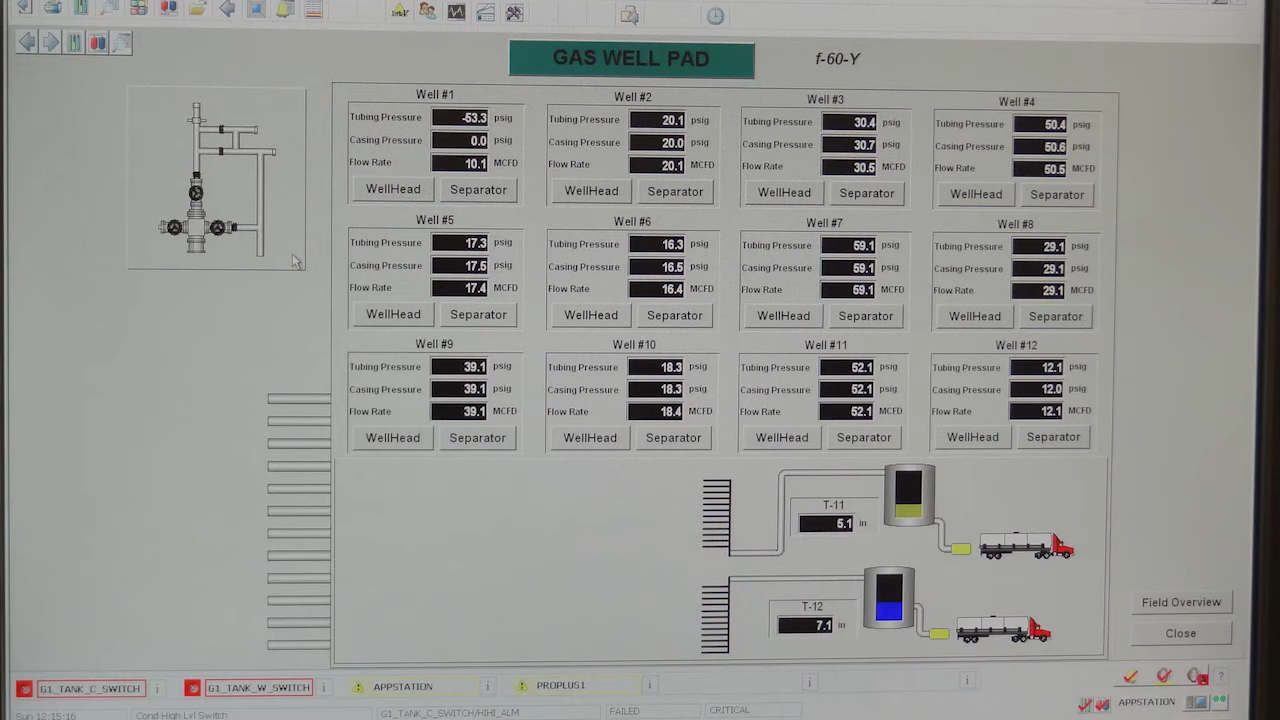 GAS WELL PAD f-60-Y
Well #1 Well #2 Well #3 Well #4
Tubing Pressure -53.3 psig Tubing Pressure 20.1 psig Tubing Pressure 30.4 psig Tubing Pressure 50.4 psig
Casing Pressure 0.0 psig Casing Pressure 20.0 psig Casing Pressure 30.7 psig Casing Pressure 50.6 psig
Flow Rate 10.1 MCFD Flow Rate 20.1 MCFD Flow Rate 30.5 MCFD Flow Rate 50.5 MCFD
WellHead Separator WellHead Separator WellHead Separator WellHead Separator
Well #5 Well #6 Well #7 Well #8
Tubing Pressure 17.3 psig Tubing Pressure 16.3 psig Tubing Pressure 59.1 psig Tubing Pressure 29.1 psig
Casing Pressure 17.5 psig Casing Pressure 16.5 psig Casing Pressure 59.1 psig Casing Pressure 29.1 psig
Flow Rate 17.4 MCFD Flow Rate 16.4 MCFD Flow Rate 59.1 MCFD Flow Rate 29.1 MCFD
WellHead Separator WellHead Separator WellHead Separator WellHead Separator
Well #9 Well #10 Well #11 Well #12
Tubing Pressure 39.1 psig Tubing Pressure 18.3 psig Tubing Pressure 52.1 psig Tubing Pressure 12.1 psig
Casing Pressure 39.1 psig Casing Pressure 18.3 psig Casing Pressure 52.1 psig Casing Pressure 12.0 psig
Flow Rate 39.1 MCFD Flow Rate 18.4 MCFD Flow Rate 52.1 MCFD Flow Rate 12.1 MCFD
WellHead Separator WellHead Separator WellHead Separator WellHead Separator
T-11
5.1 in
T-12
7.1 in
Field Overview
Close
G1_TANK_C_SWITCH i G1_TANK_W_SWITCH i APPSTATION i PROPLUS1 i i i ?
Sun 12:15:16 Cond High Lvl Switch G1_TANK_C_SWITCH/HIHI_ALM FAILED CRITICAL APPSTATION